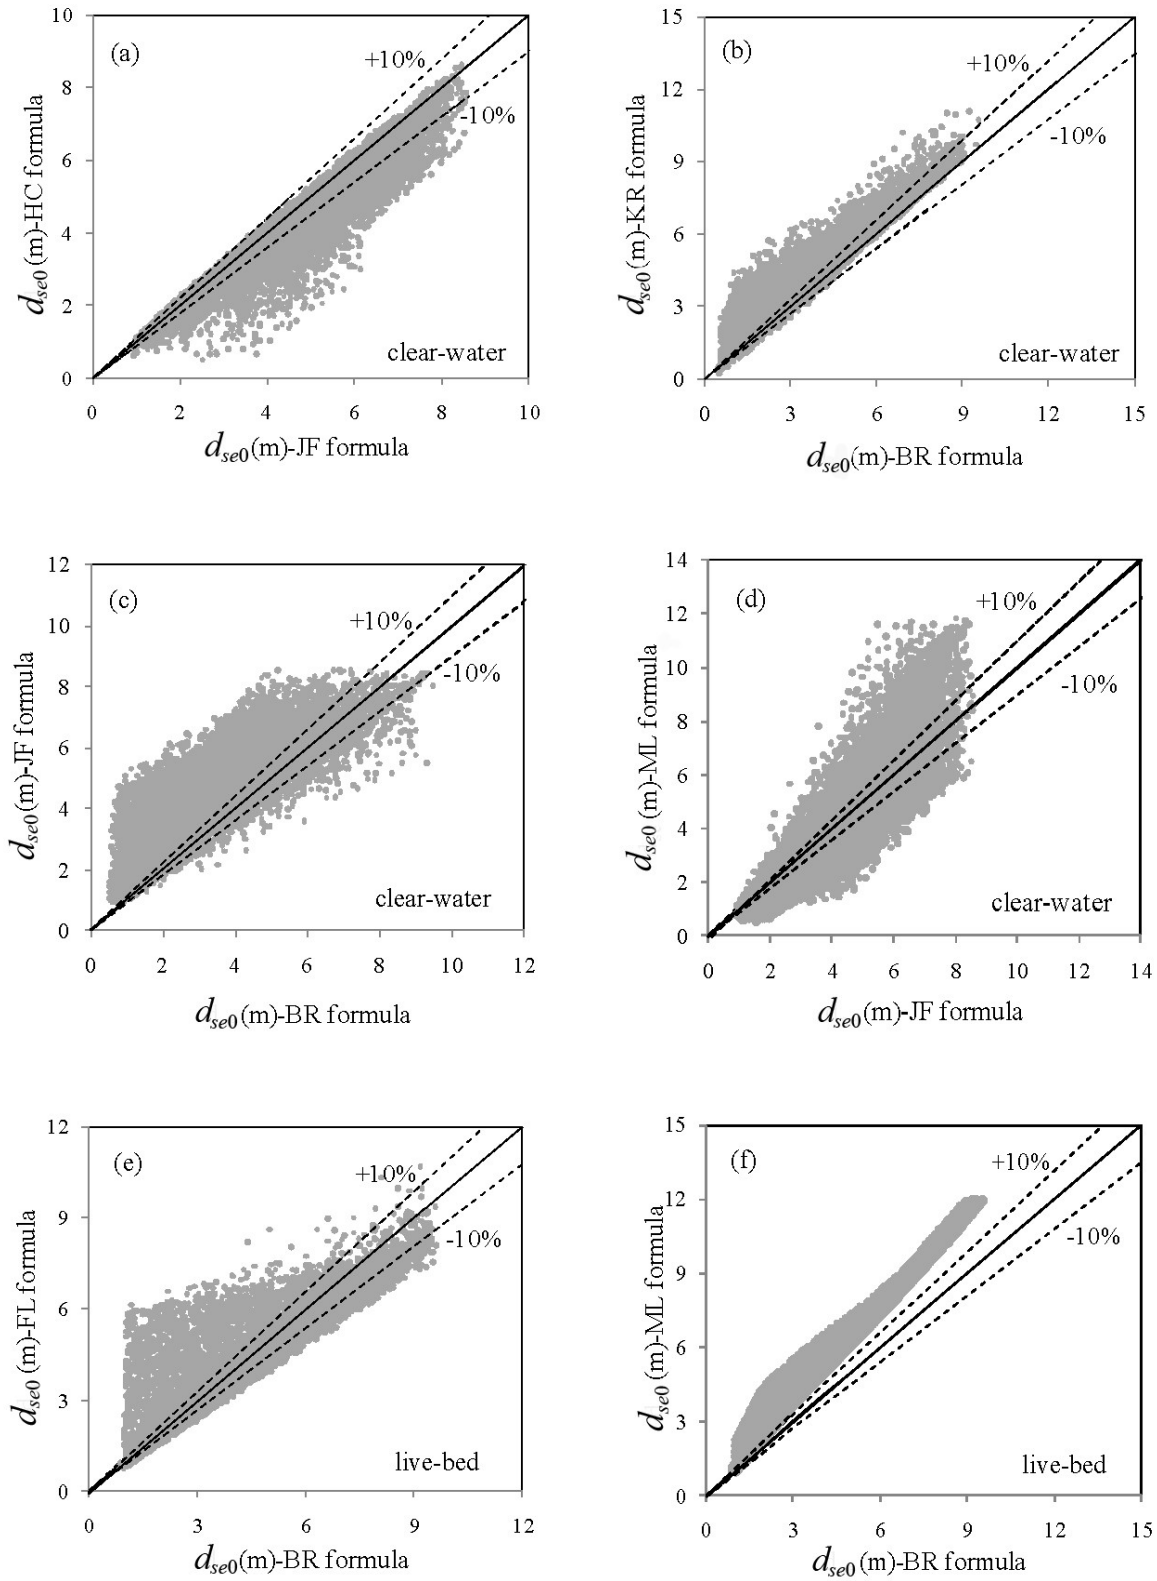 (a)
+10%
-10%
clear-water
10
8
6
4
2
0
0 2 4 6 8 10
d_se0 (m)-HC formula
d_se0 (m)-JF formula
(b)
+10%
-10%
clear-water
15
12
9
6
3
0
0 3 6 9 12 15
d_se0 (m)-KR formula
d_se0 (m)-BR formula
(c)
+10%
-10%
clear-water
12
10
8
6
4
2
0
0 2 4 6 8 10 12
d_se0 (m)-JF formula
d_se0 (m)-BR formula
(d)
+10%
-10%
clear-water
14
12
10
8
6
4
2
0
0 2 4 6 8 10 12 14
d_se0 (m)-ML formula
d_se0 (m)-JF formula
(e)
+10%
-10%
live-bed
12
9
6
3
0
0 3 6 9 12
d_se0 (m)-FL formula
d_se0 (m)-BR formula
(f)
+10%
-10%
live-bed
15
12
9
6
3
0
0 3 6 9 12 15
d_se0 (m)-ML formula
d_se0 (m)-BR formula